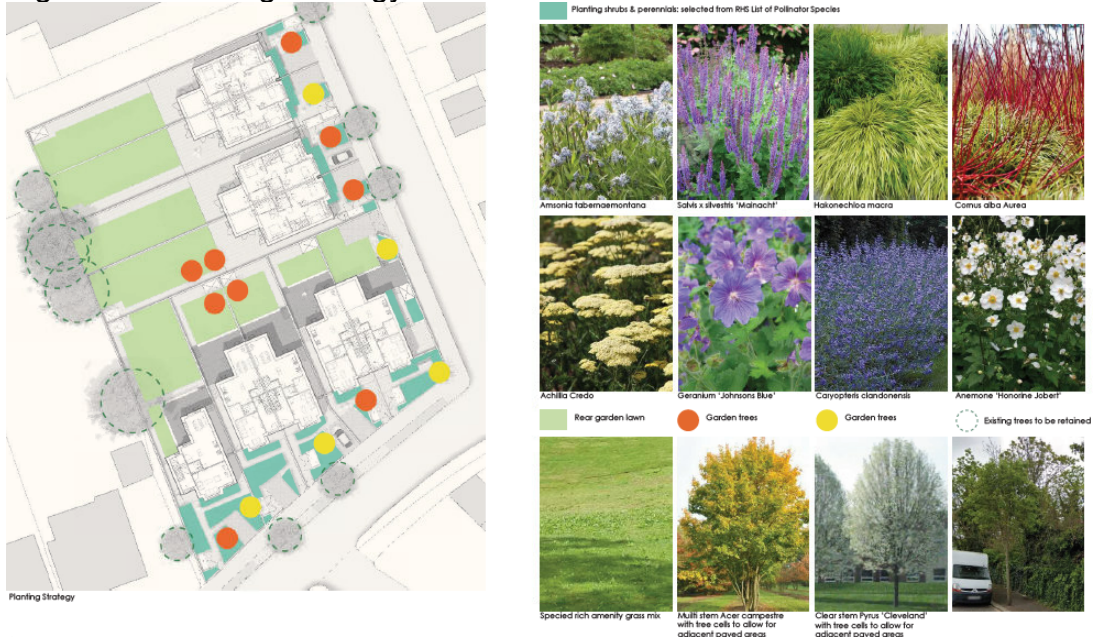 Planting shrubs & perennials: selected from RHS List of Pollinator Species
Amsonia tabernaemontana
Salvis x silvestris 'Mainacht'
Hakonechloa macra
Cornus alba Aurea
Achillia Credo
Geranium 'Johnsons Blue'
Caryopteris clandonensis
Anemone 'Honorine Jobert'
Rear garden lawn
Garden trees
Garden trees
Existing trees to be retained
Planting Strategy
Specied rich amenity grass mix
Muilti stem Acer campestre
with tree cells to allow for
adjacent paved areas
Clear stem Pyrus 'Cleveland'
with tree cells to allow for
adjacent paved areas